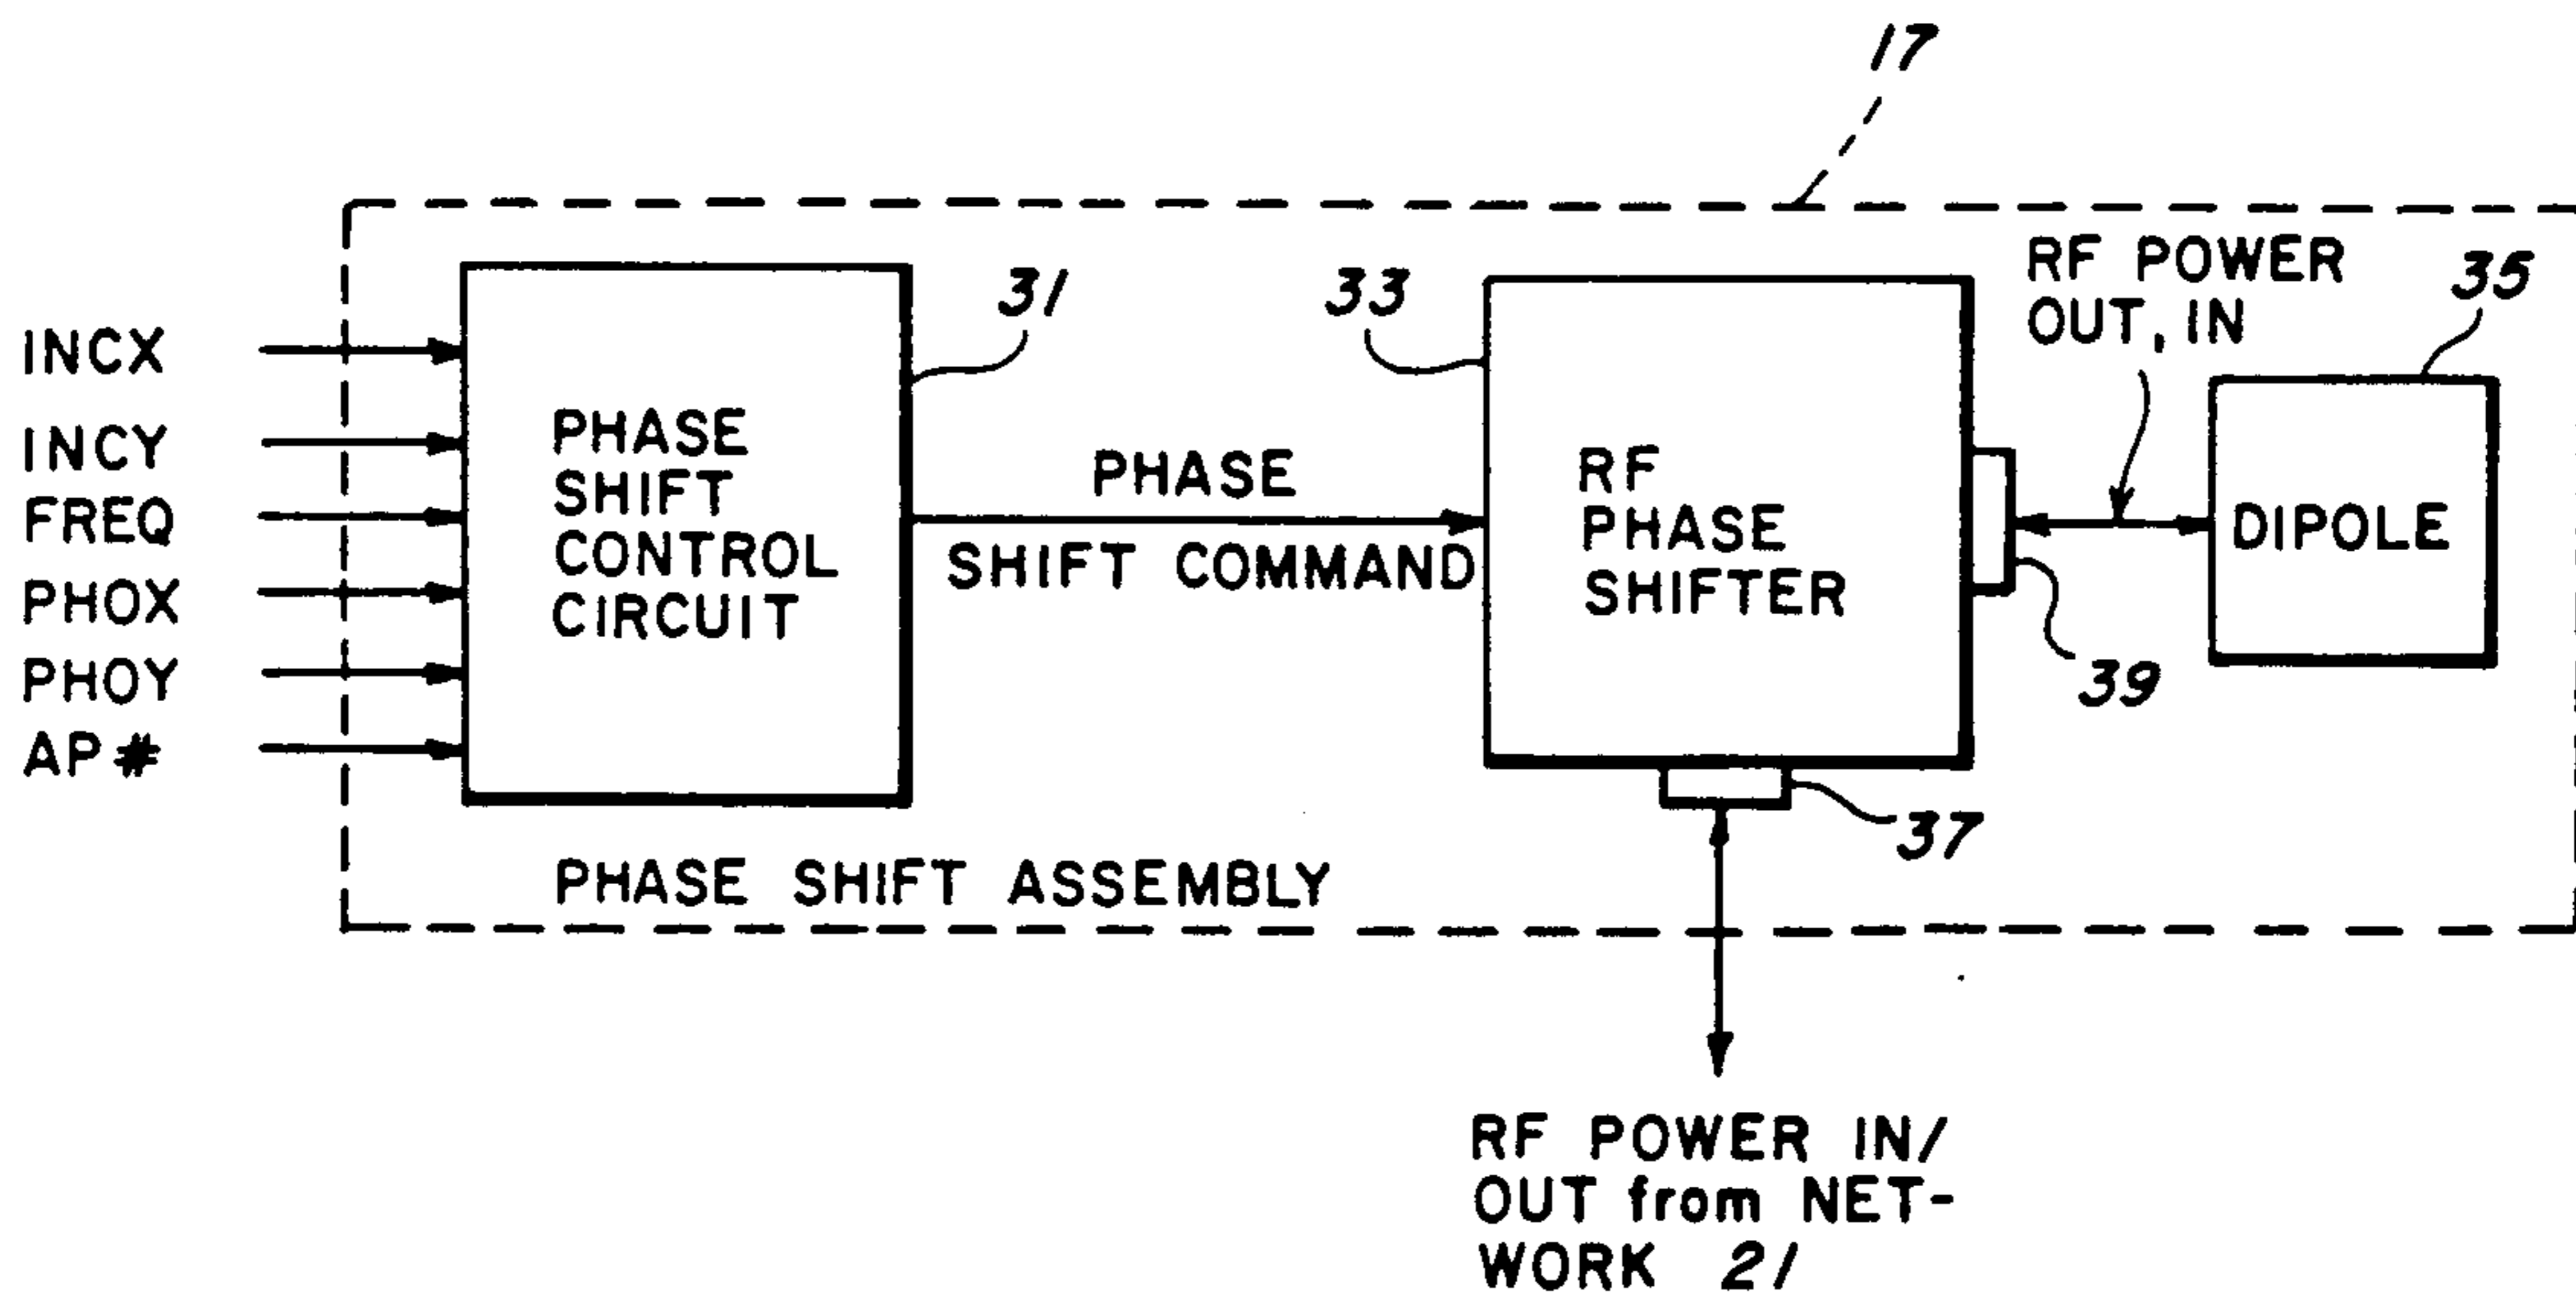 17
INCX
INCY
FREQ
PHOX
PHOY
AP#
PHASE
SHIFT
CONTROL
CIRCUIT
31
PHASE
SHIFT COMMAND
33
RF
PHASE
SHIFTER
RF POWER
OUT, IN
35
DIPOLE
39
37
PHASE SHIFT ASSEMBLY
RF POWER IN/
OUT from NET-
WORK 21